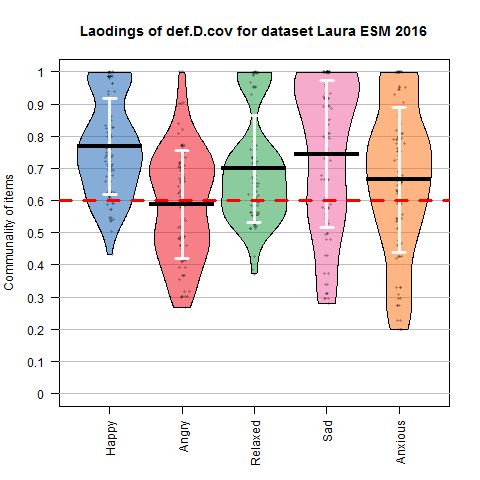 Laodings of def.D.cov for dataset Laura ESM 2016
Communality of items
1
0.9
0.8
0.7
0.6
0.5
0.4
0.3
0.2
0.1
0
Happy
Angry
Relaxed
Sad
Anxious